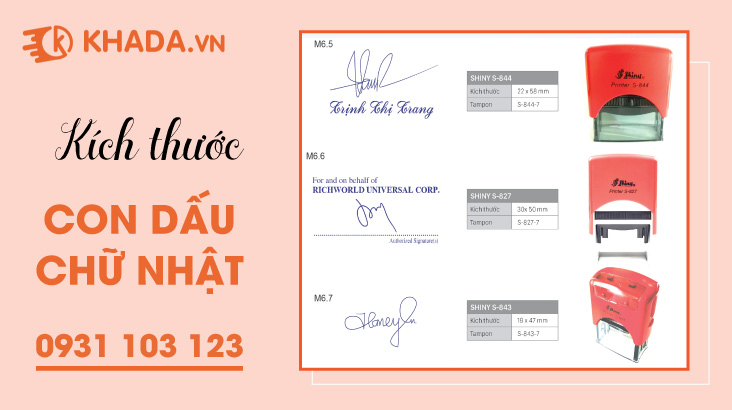 KHADA.vn
Kích thước
CON DẤU
CHỮ NHẬT
0931 103 123
M6.5
Trịnh Thị Trang
SHINY S-844
Kích thước 22 x 58 mm
Tampon S-844-7
Shiny
Printer S-844
M6.6
For and on behalf of
RICHWORLD UNIVERSAL CORP.
Authorized Signature(s)
SHINY S-827
Kích thước 30x 50 mm
Tampon S-827-7
Shiny
Printer S-827
M6.7
SHINY S-843
Kích thước 18 x 47 mm
Tampon S-843-7
Shiny